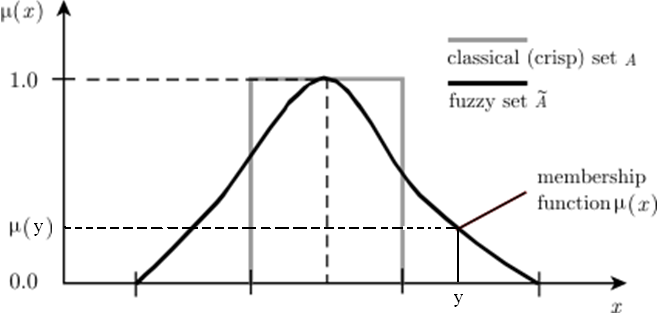 μ(x)
1.0
classical (crisp) set A
fuzzy set Ã
membership
function μ(x)
μ(y)
0.0
y
x